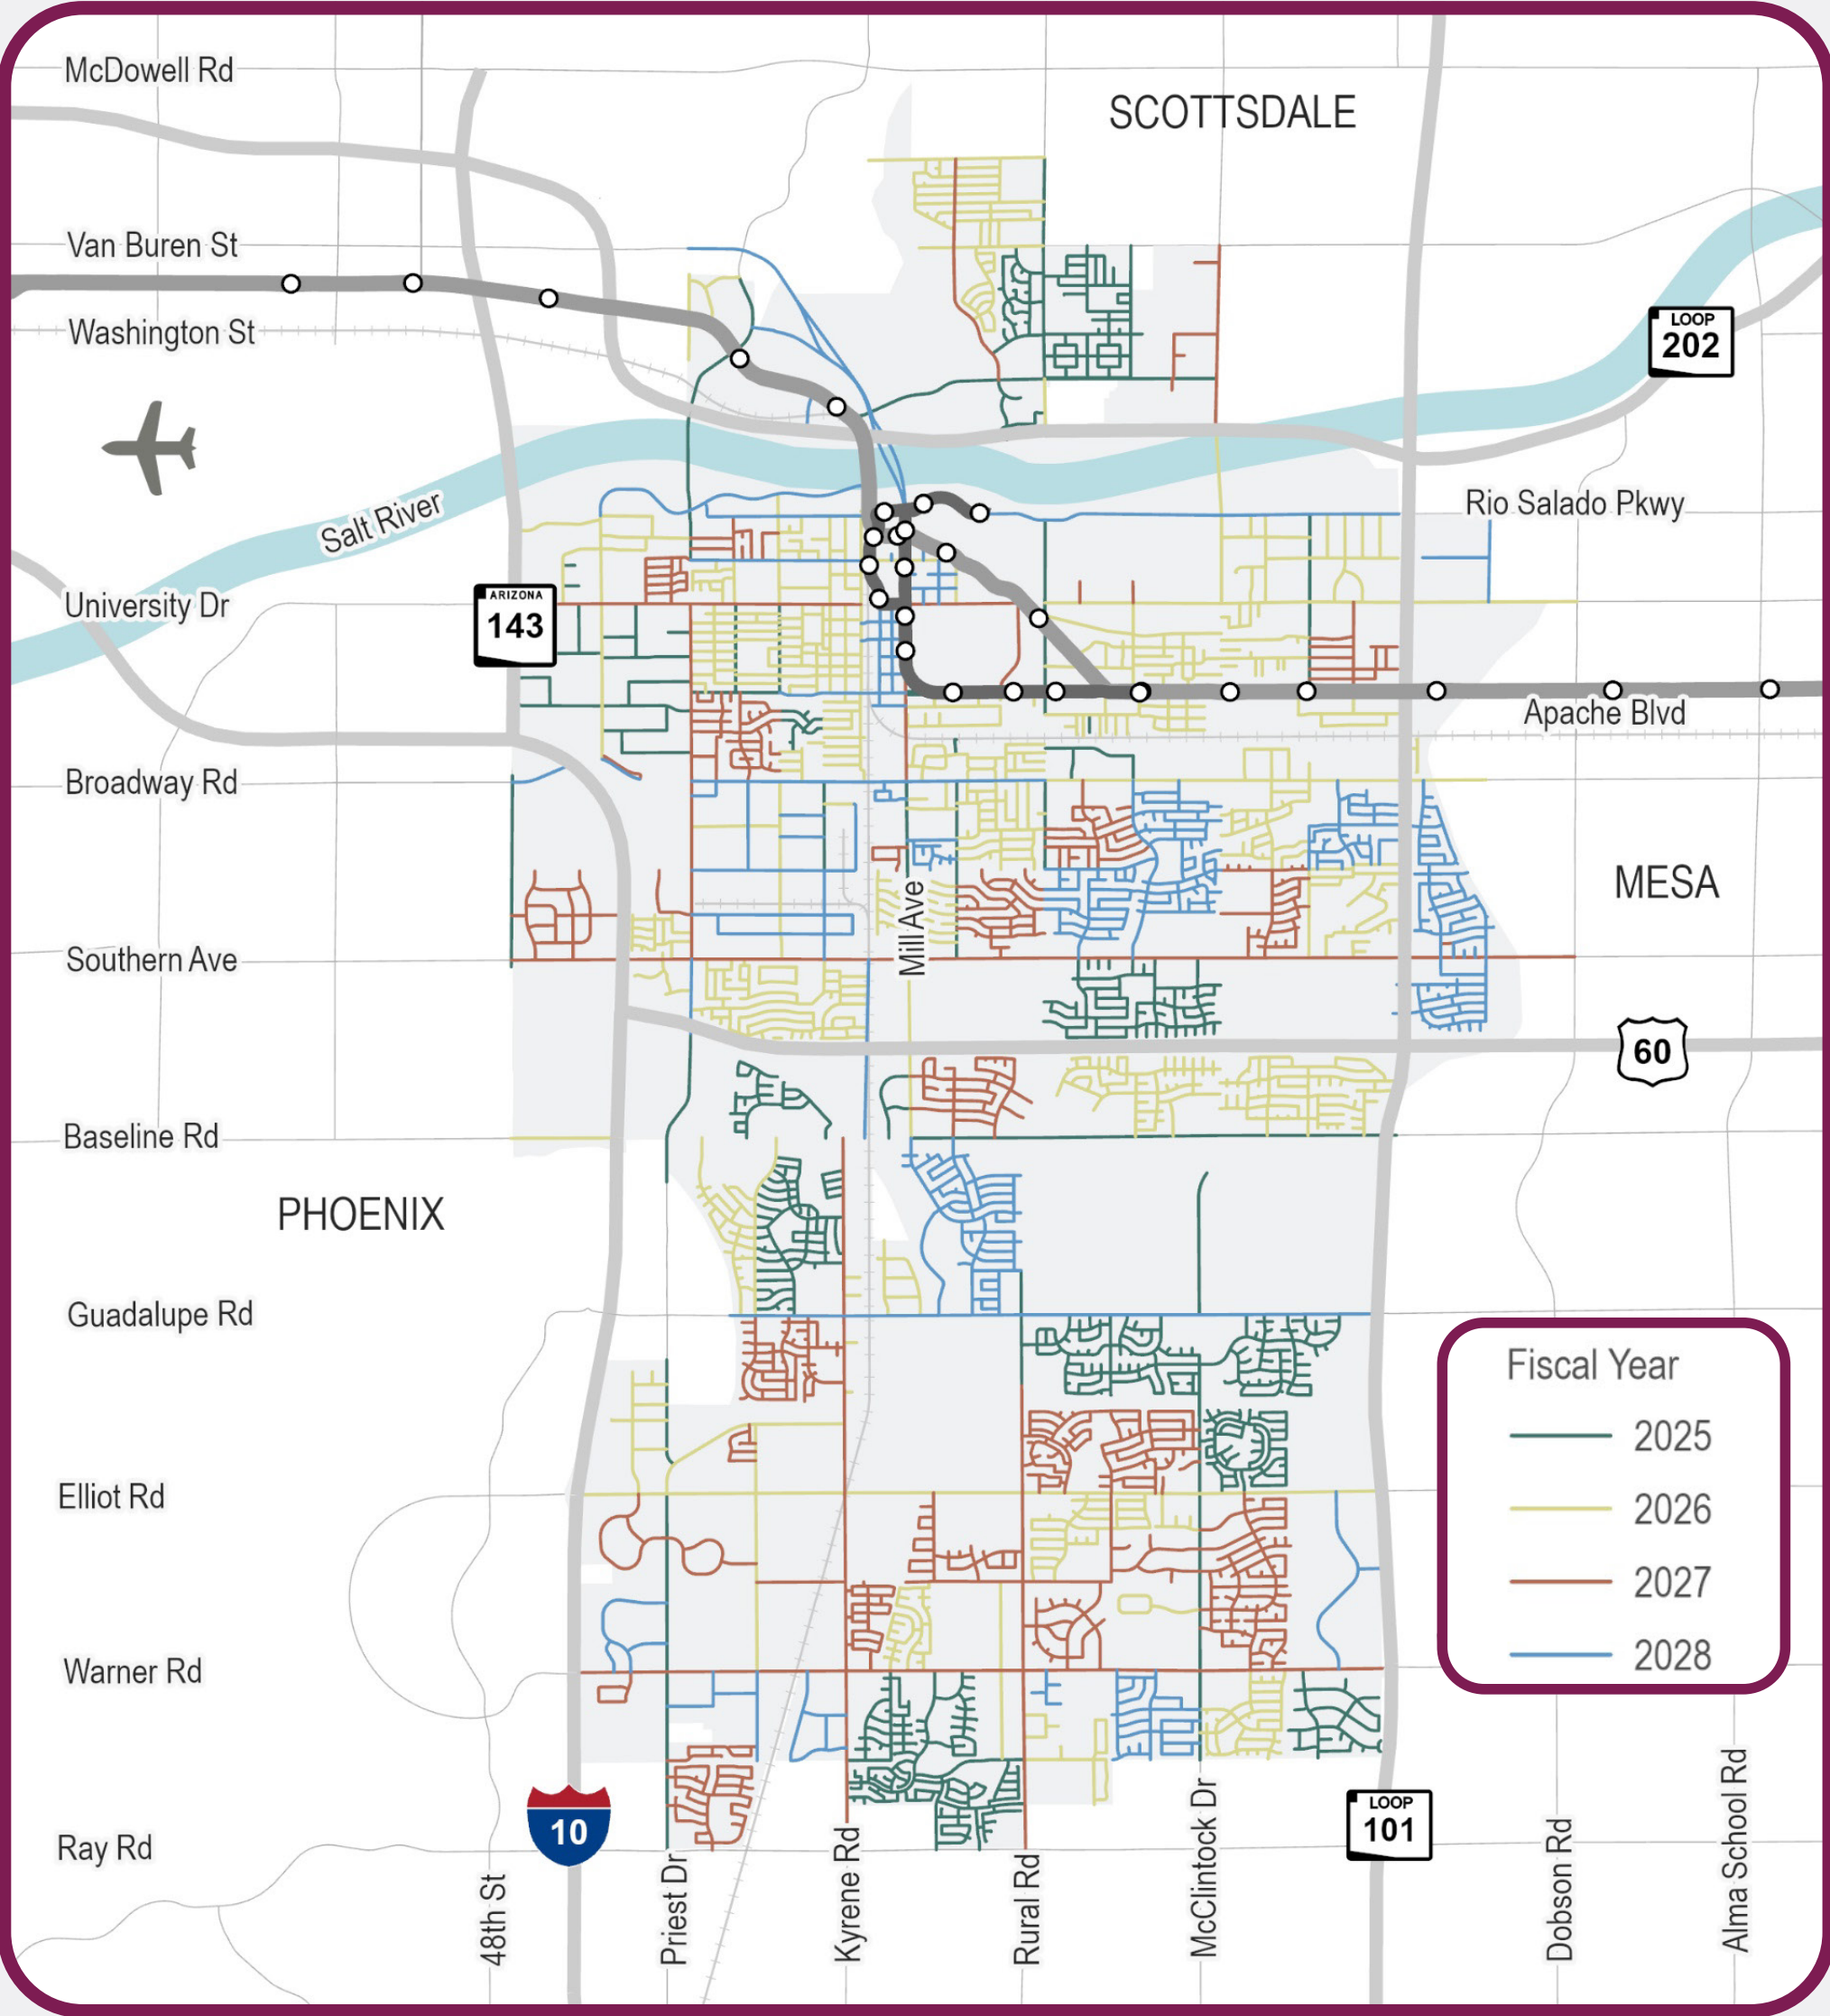 McDowell Rd
SCOTTSDALE
Van Buren St
Washington St
LOOP
202
Salt River
Rio Salado Pkwy
University Dr
ARIZONA
143
Apache Blvd
Broadway Rd
MESA
Mill Ave
Southern Ave
60
Baseline Rd
PHOENIX
Guadalupe Rd
Fiscal Year
2025
2026
2027
2028
Elliot Rd
Warner Rd
10
LOOP
101
Ray Rd
48th St
Priest Dr
Kyrene Rd
Rural Rd
McClintock Dr
Dobson Rd
Alma School Rd